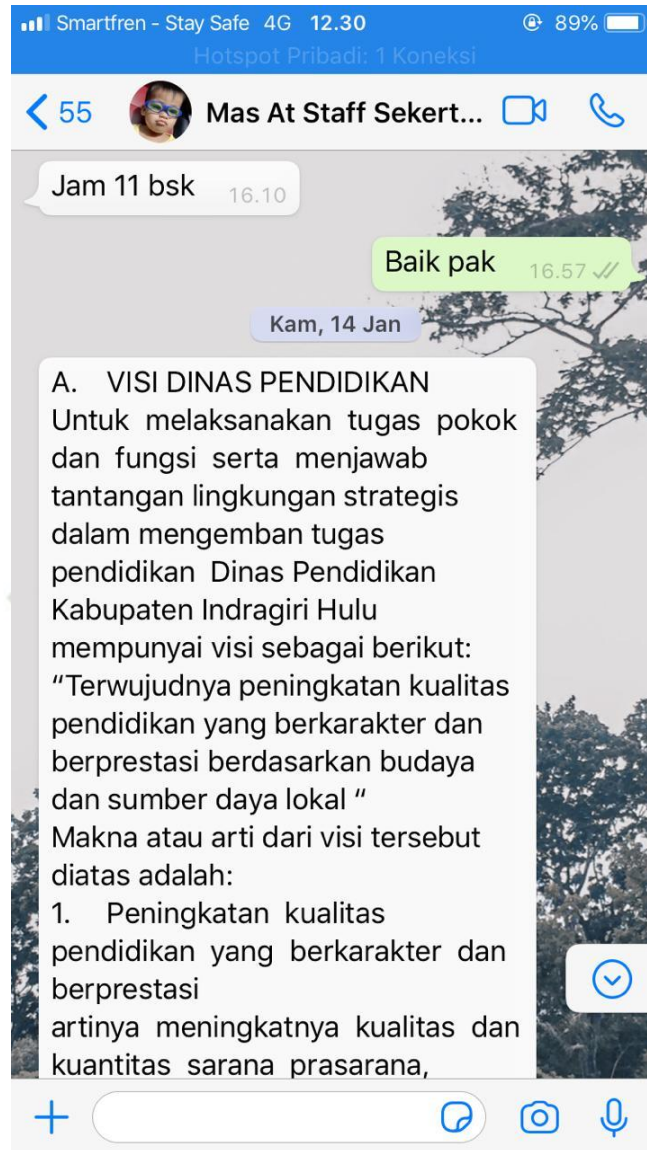 Smartfren - Stay Safe 4G 12.30 89%
Hotspot Pribadi: 1 Koneksi
55 Mas At Staff Sekert...
Jam 11 bsk 16.10
Baik pak 16.57
Kam, 14 Jan
A. VISI DINAS PENDIDIKAN
Untuk melaksanakan tugas pokok
dan fungsi serta menjawab
tantangan lingkungan strategis
dalam mengemban tugas
pendidikan Dinas Pendidikan
Kabupaten Indragiri Hulu
mempunyai visi sebagai berikut:
“Terwujudnya peningkatan kualitas
pendidikan yang berkarakter dan
berprestasi berdasarkan budaya
dan sumber daya lokal “
Makna atau arti dari visi tersebut
diatas adalah:
1. Peningkatan kualitas
pendidikan yang berkarakter dan
berprestasi
artinya meningkatnya kualitas dan
kuantitas sarana prasarana,